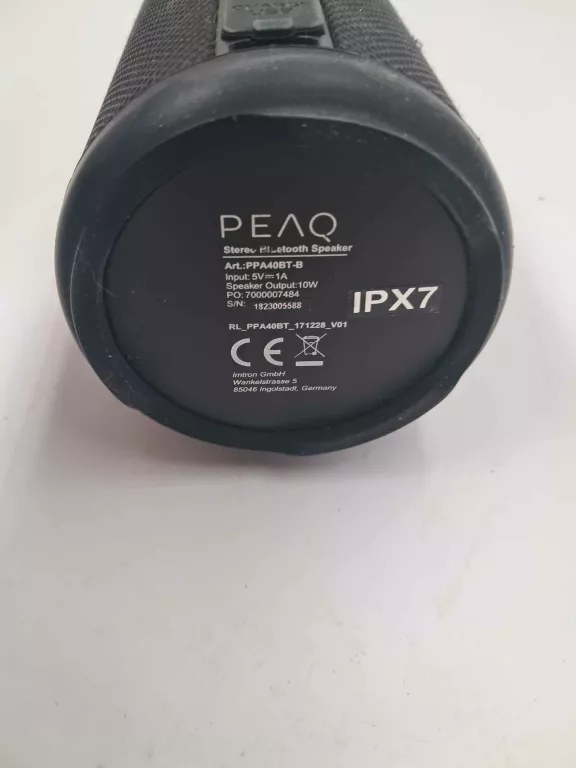 PEAQ
Stereo Bluetooth Speaker
Art.:PPA40BT-B
Input: 5V⎓1A
Speaker Output:10W
PO: 7000007484
S/N: 1823005588
IPX7
RL_PPA40BT_171228_V01
CE
Imtron GmbH
Wankelstrasse 5
85046 Ingolstadt, Germany